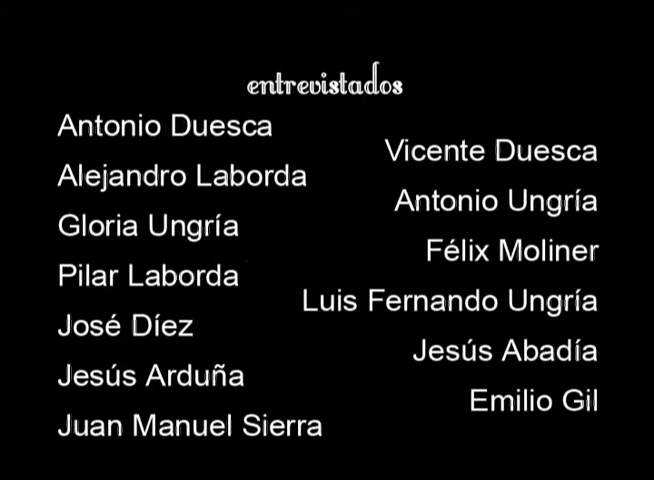 entrevistados
Antonio Duesca
Vicente Duesca
Alejandro Laborda
Antonio Ungría
Gloria Ungría
Félix Moliner
Pilar Laborda
Luis Fernando Ungría
José Díez
Jesús Abadía
Jesús Arduña
Emilio Gil
Juan Manuel Sierra